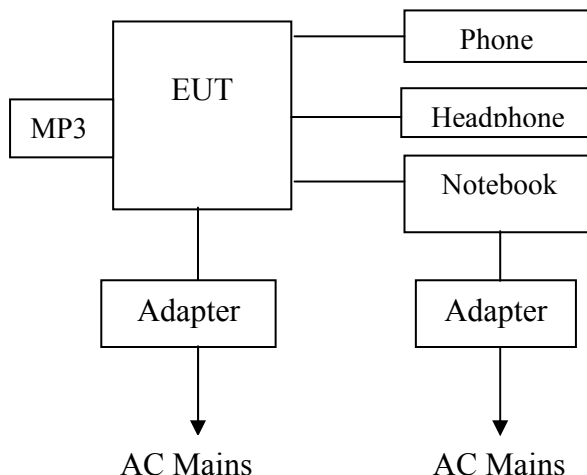 Phone
EUT
MP3
Headphone
Notebook
Adapter
Adapter
AC Mains
AC Mains